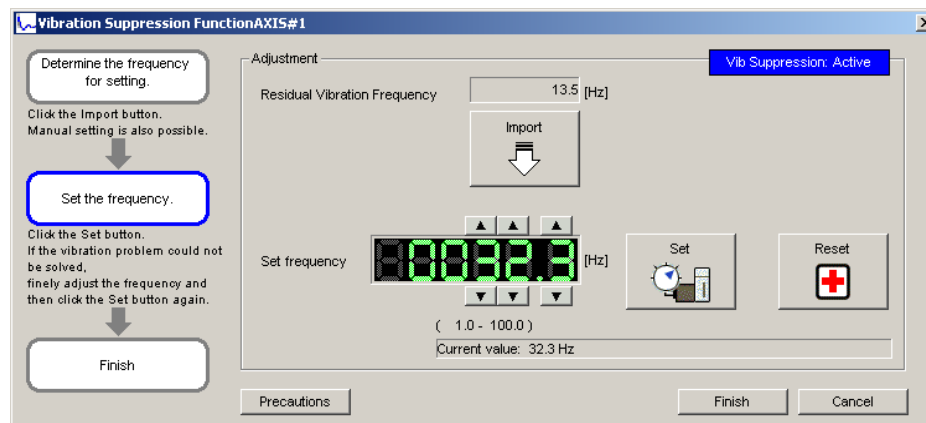 Vibration Suppression FunctionAXIS#1
Determine the frequency
for setting.
Click the Import button.
Manual setting is also possible.
Set the frequency.
Click the Set button.
If the vibration problem could not
be solved,
finely adjust the frequency and
then click the Set button again.
Finish
Adjustment
Vib Suppression: Active
Residual Vibration Frequency 13.5 [Hz]
Import
Set frequency 0032.3 [Hz]
Set
Reset
( 1.0 - 100.0 )
Current value: 32.3 Hz
Precautions
Finish
Cancel